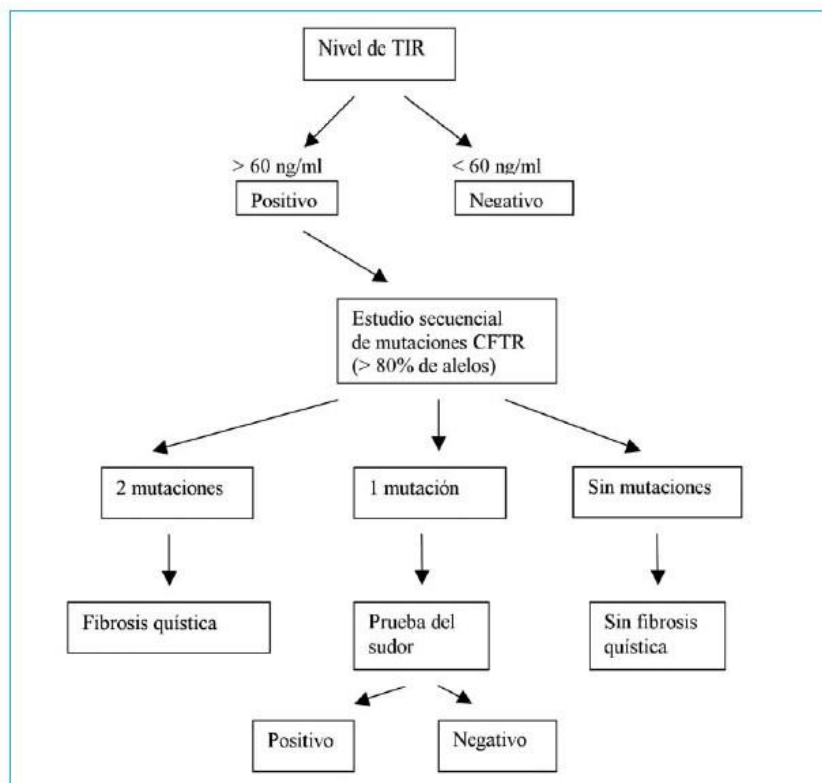 Nivel de TIR
> 60 ng/ml
< 60 ng/ml
Positivo
Negativo
Estudio secuencial
de mutaciones CFTR
(> 80% de alelos)
2 mutaciones
1 mutación
Sin mutaciones
Fibrosis quística
Prueba del
sudor
Sin fibrosis
quística
Positivo
Negativo